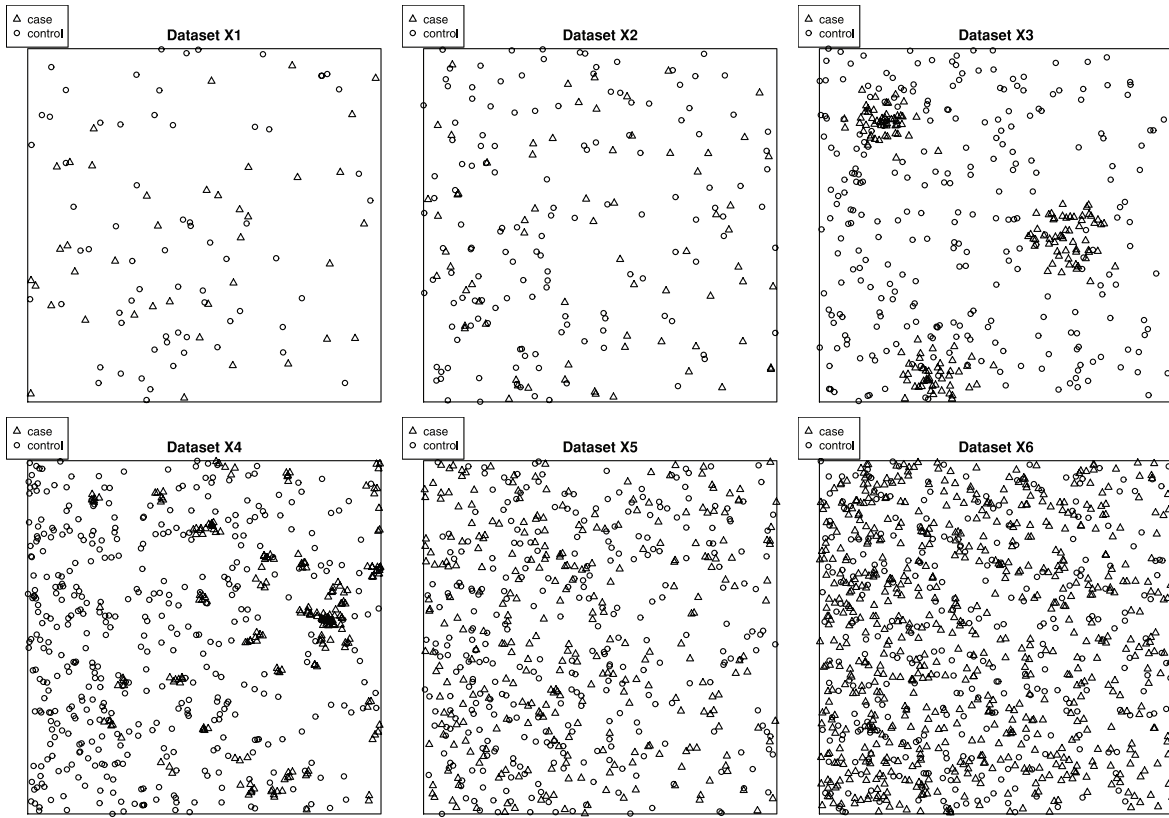 case
control
Dataset X1
case
control
Dataset X2
case
control
Dataset X3
case
control
Dataset X4
case
control
Dataset X5
case
control
Dataset X6